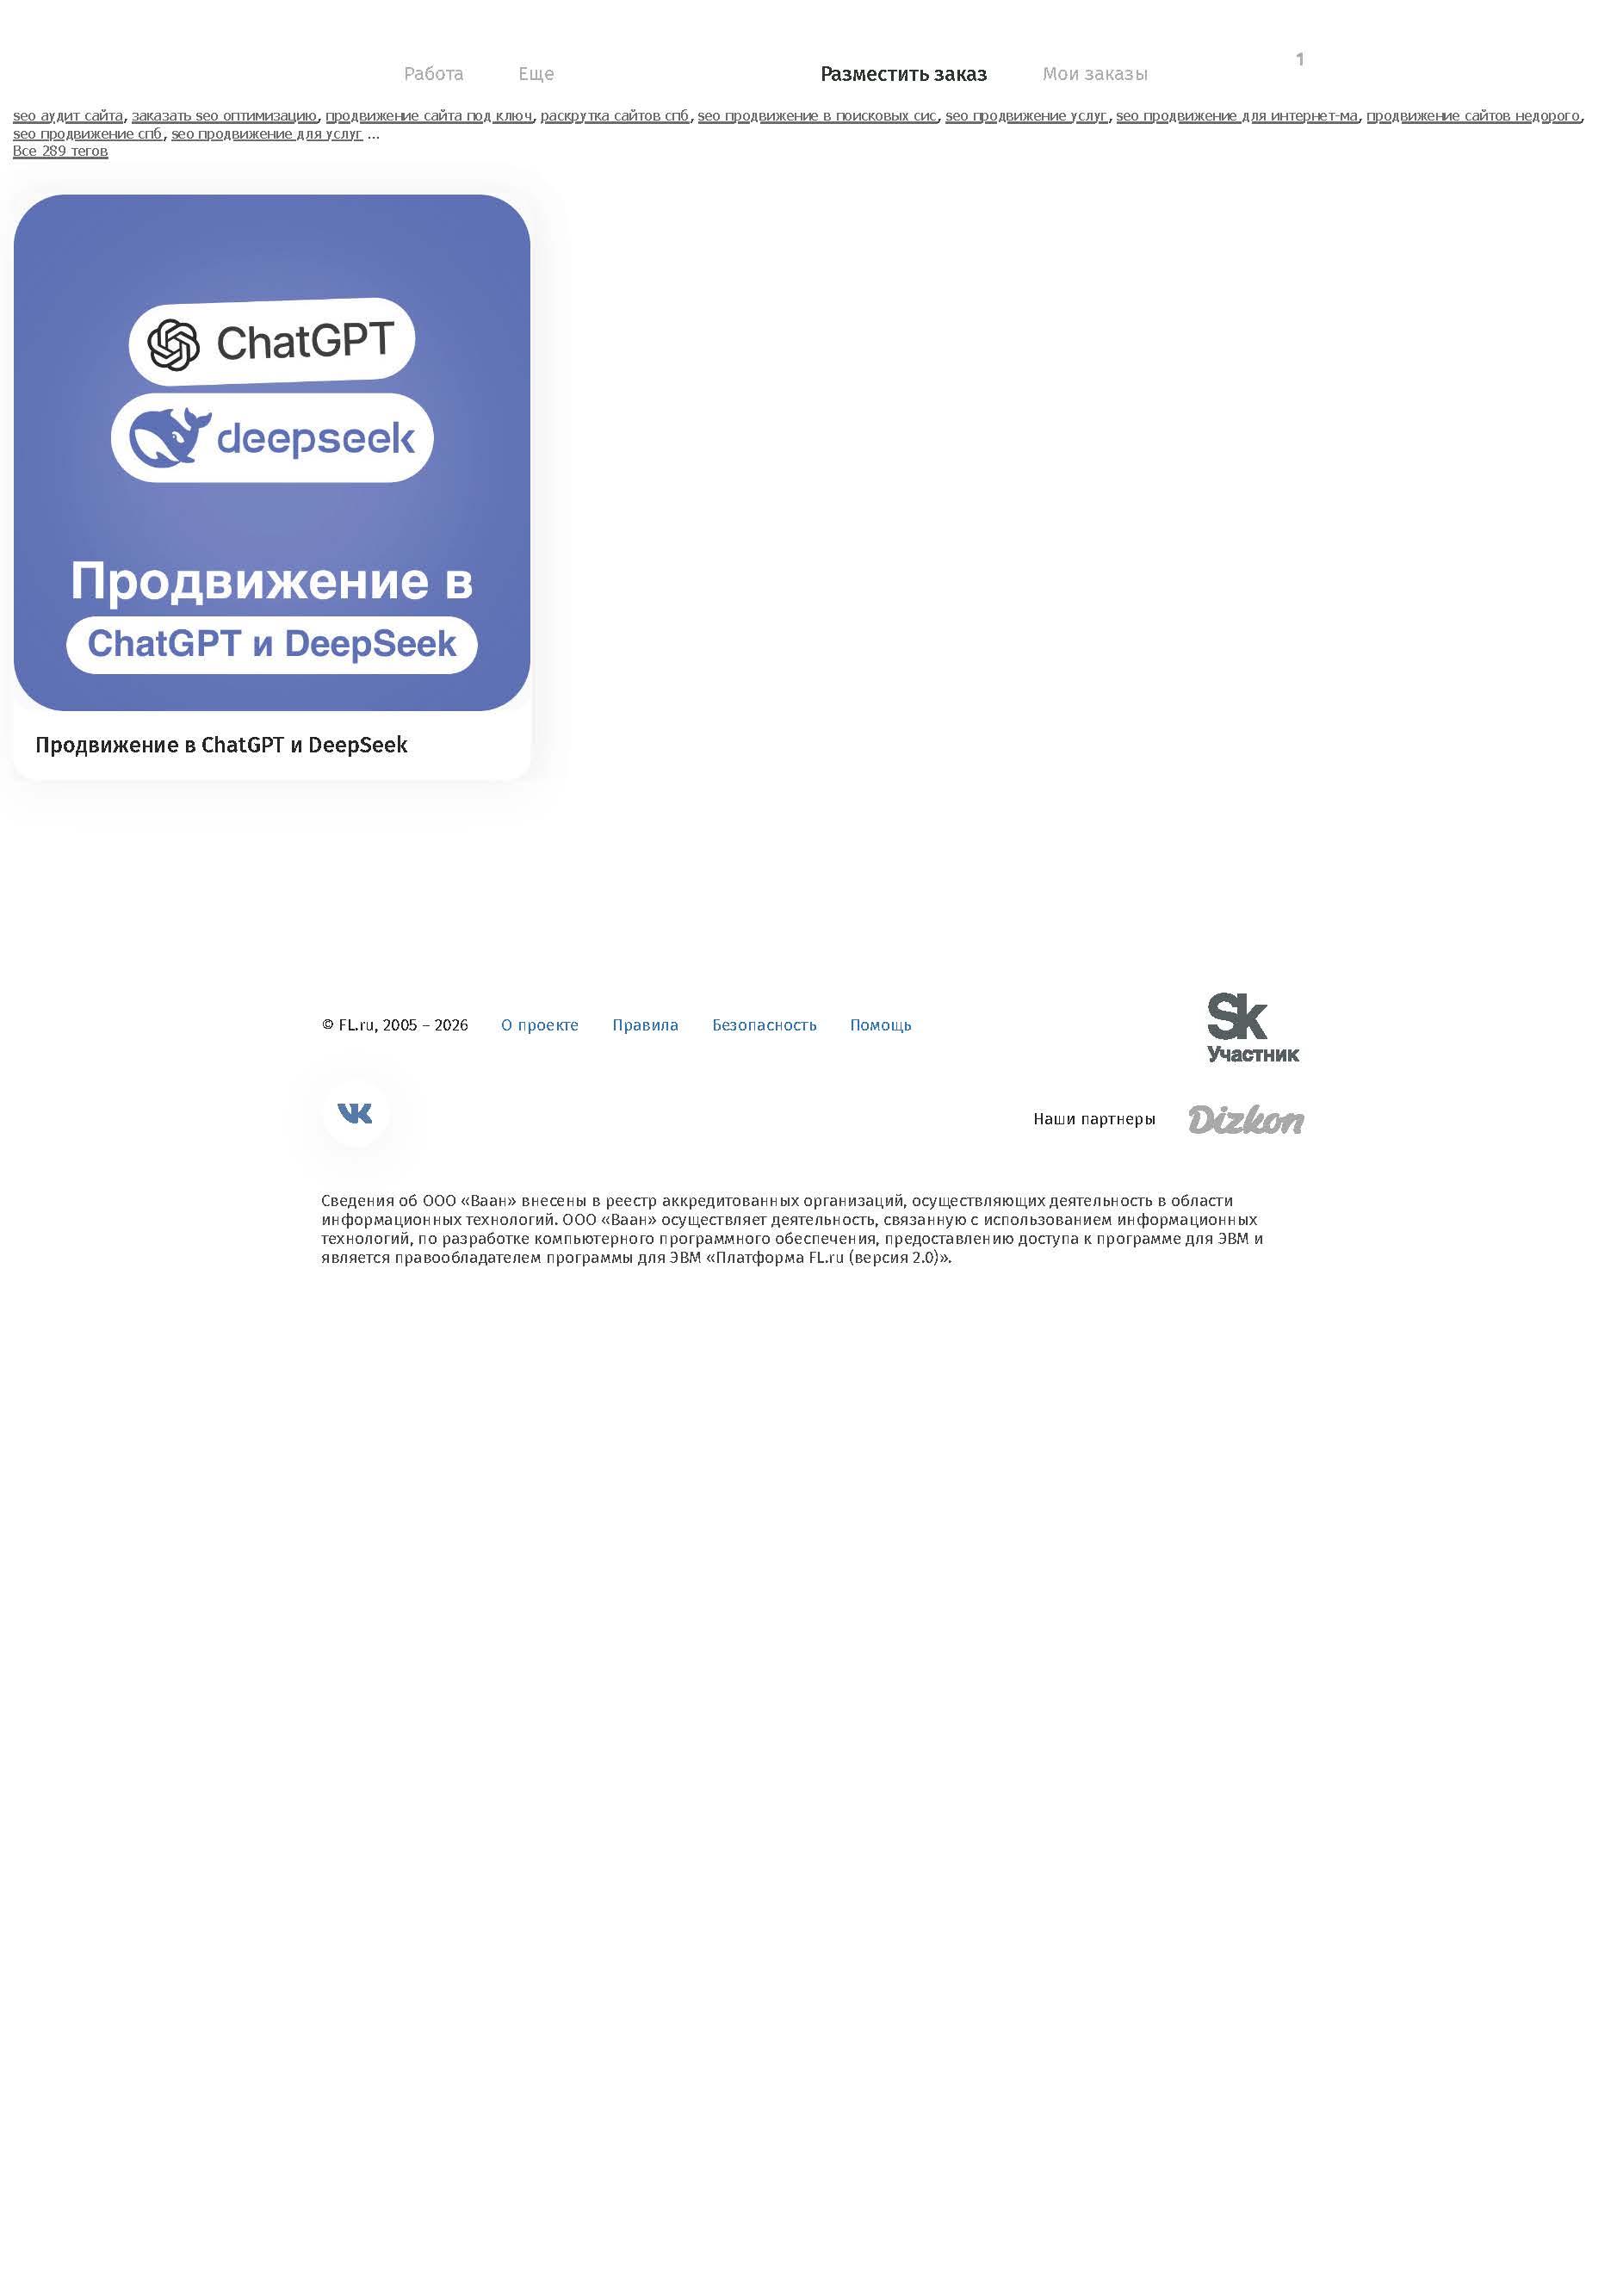 Работа Еще Разместить заказ Мои заказы 1
seo аудит сайта, заказать seo оптимизацию, продвижение сайта под ключ, раскрутка сайтов спб, seo продвижение в поисковых сис, seo продвижение услуг, seo продвижение для интернет-ма, продвижение сайтов недорого,
seo продвижение спб, seo продвижение для услуг ...
Все 289 тегов
ChatGPT
deepseek
Продвижение в
ChatGPT и DeepSeek
Продвижение в ChatGPT и DeepSeek
© FL.ru, 2005 – 2026 О проекте Правила Безопасность Помощь
Sk
Участник
Наши партнеры Dizkon
Сведения об ООО «Ваан» внесены в реестр аккредитованных организаций, осуществляющих деятельность в области
информационных технологий. ООО «Ваан» осуществляет деятельность, связанную с использованием информационных
технологий, по разработке компьютерного программного обеспечения, предоставлению доступа к программе для ЭВМ и
является правообладателем программы для ЭВМ «Платформа FL.ru (версия 2.0)».